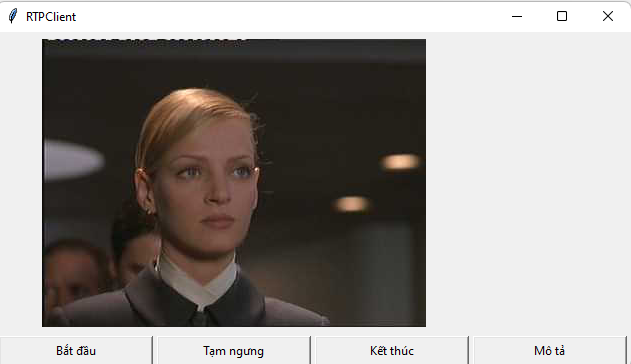 RTPClient
Bắt đầu
Tạm ngưng
Kết thúc
Mô tả